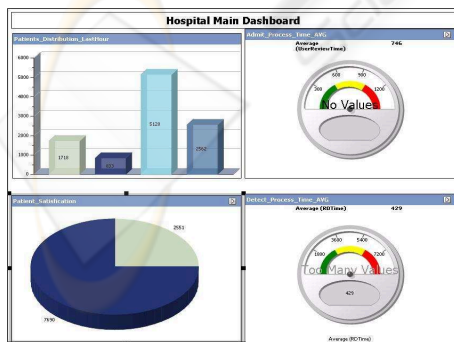 Hospital Main Dashboard
Patients_Distribution_LastHour
6000
5000
4000
3000
2000
1000
0
1710
5120
2562
Admit_Process_Time_AVG
Average
(UserReviewTime)
746
300
600
900
1200
No Values
Patient_Satisfication
2551
7690
Detect_Process_Time_AVG
Average (RDTime)
429
1800
3600
5400
7200
Too Many Values
429
Average (RDTime)